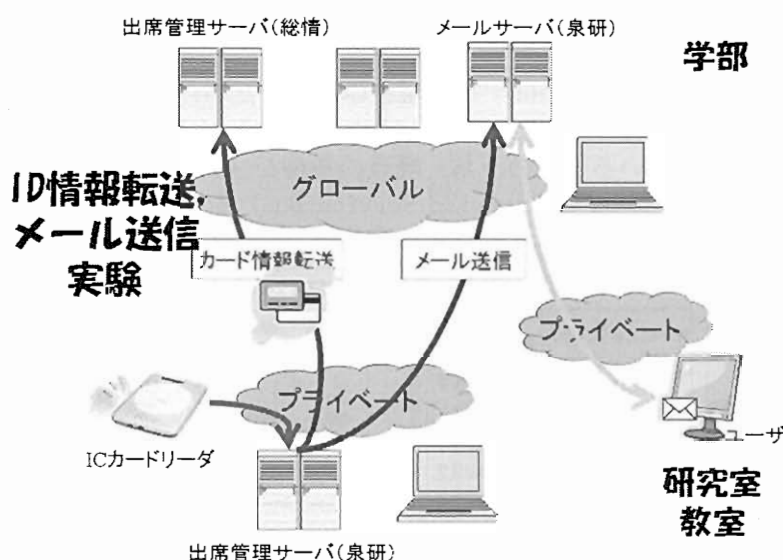 出席管理サーバ(総情)
メールサーバ(泉研)
学部
グローバル
ID情報転送,
メール送信
実験
カード情報転送
メール送信
プライベート
プライベート
ICカードリーダ
ユーザ
研究室
教室
出席管理サーバ(泉研)